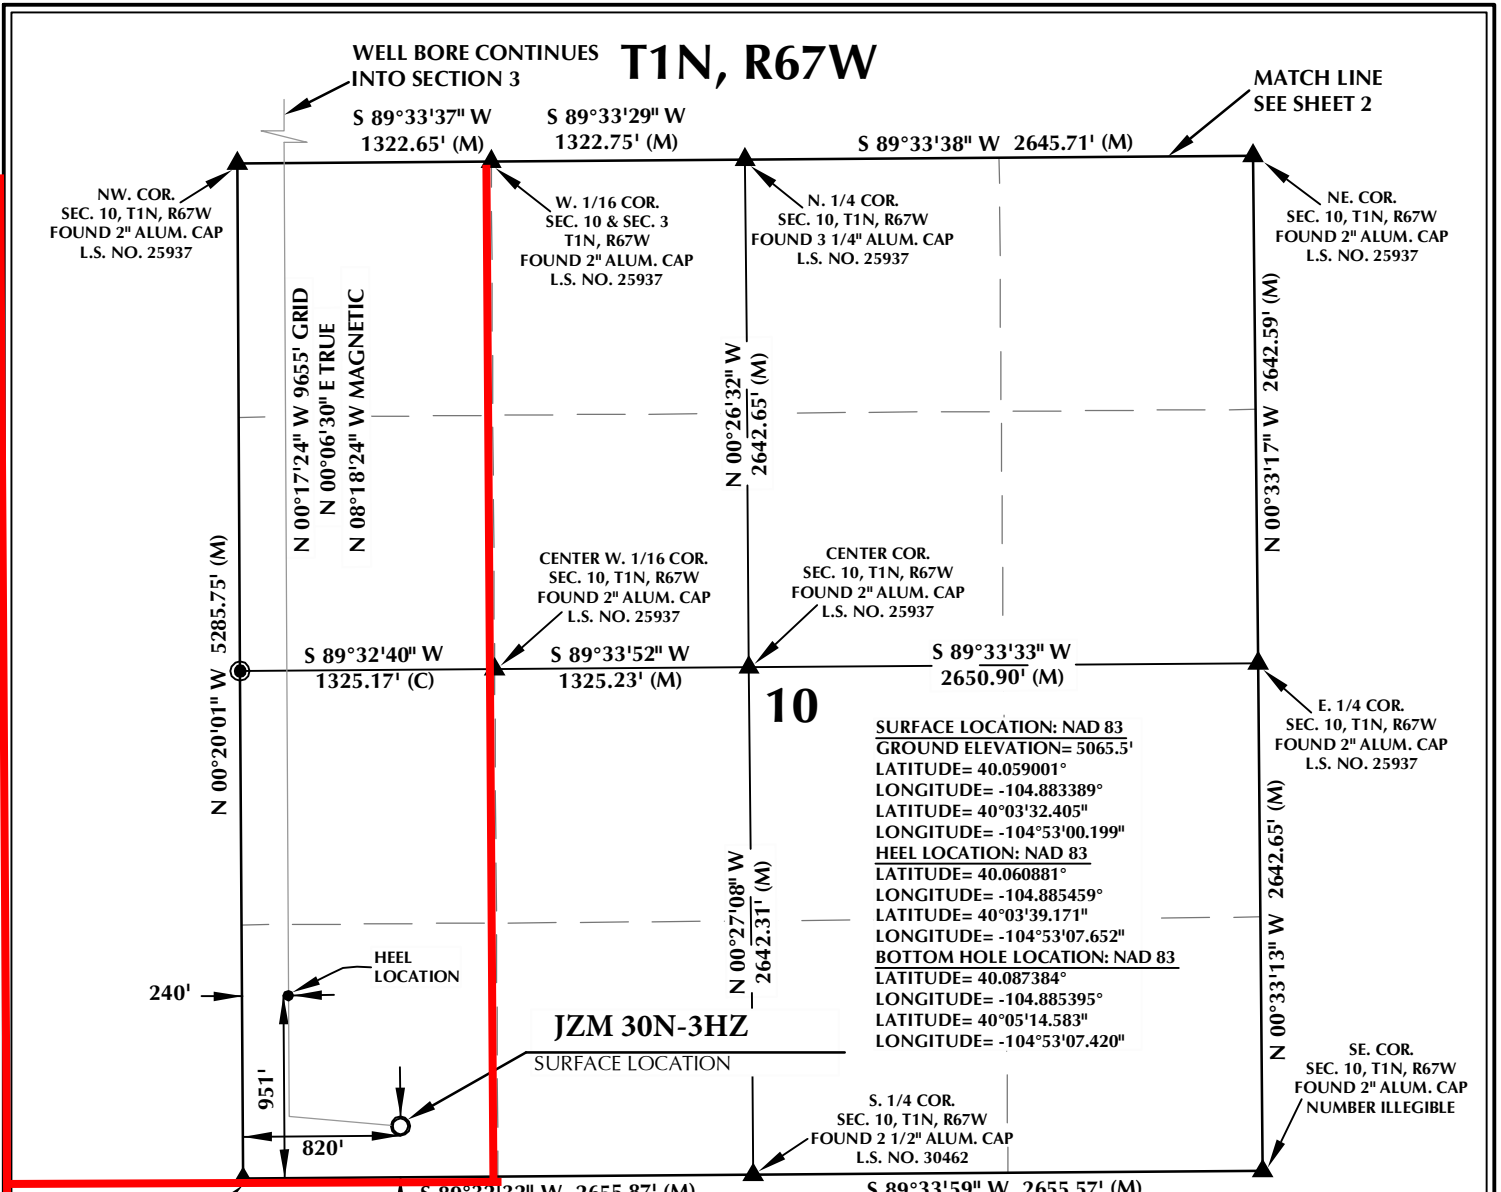 WELL BORE CONTINUES
INTO SECTION 3
T1N, R67W
MATCH LINE
SEE SHEET 2
S 89°33'37" W
1322.65' (M)
S 89°33'29" W
1322.75' (M)
S 89°33'38" W 2645.71' (M)
NW. COR.
SEC. 10, T1N, R67W
FOUND 2" ALUM. CAP
L.S. NO. 25937
W. 1/16 COR.
SEC. 10 & SEC. 3
T1N, R67W
FOUND 2" ALUM. CAP
L.S. NO. 25937
N. 1/4 COR.
SEC. 10, T1N, R67W
FOUND 3 1/4" ALUM. CAP
L.S. NO. 25937
NE. COR.
SEC. 10, T1N, R67W
FOUND 2" ALUM. CAP
L.S. NO. 25937
N 00°17'24" W 9655' GRID
N 00°06'30" E TRUE
N 08°18'24" W MAGNETIC
N 00°26'32" W
2642.65' (M)
N 00°33'17" W 2642.59' (M)
N 00°20'01" W 5285.75' (M)
CENTER W. 1/16 COR.
SEC. 10, T1N, R67W
FOUND 2" ALUM. CAP
L.S. NO. 25937
CENTER COR.
SEC. 10, T1N, R67W
FOUND 2" ALUM. CAP
L.S. NO. 25937
S 89°32'40" W
1325.17' (C)
S 89°33'52" W
1325.23' (M)
S 89°33'33" W
2650.90' (M)
10
E. 1/4 COR.
SEC. 10, T1N, R67W
FOUND 2" ALUM. CAP
L.S. NO. 25937
SURFACE LOCATION: NAD 83
GROUND ELEVATION= 5065.5'
LATITUDE= 40.059001°
LONGITUDE= -104.883389°
LATITUDE= 40°03'32.405"
LONGITUDE= -104°53'00.199"
HEEL LOCATION: NAD 83
LATITUDE= 40.060881°
LONGITUDE= -104.885459°
LATITUDE= 40°03'39.171"
LONGITUDE= -104°53'07.652"
BOTTOM HOLE LOCATION: NAD 83
LATITUDE= 40.087384°
LONGITUDE= -104.885395°
LATITUDE= 40°05'14.583"
LONGITUDE= -104°53'07.420"
N 00°27'08" W
2642.31' (M)
N 00°33'13" W 2642.65' (M)
HEEL
LOCATION
240'
951'
820'
JZM 30N-3HZ
SURFACE LOCATION
S. 1/4 COR.
SEC. 10, T1N, R67W
FOUND 2 1/2" ALUM. CAP
L.S. NO. 30462
SE. COR.
SEC. 10, T1N, R67W
FOUND 2" ALUM. CAP
NUMBER ILLEGIBLE
W 2655.87' (M)
S 89°33'59" W 2655.57' (M)